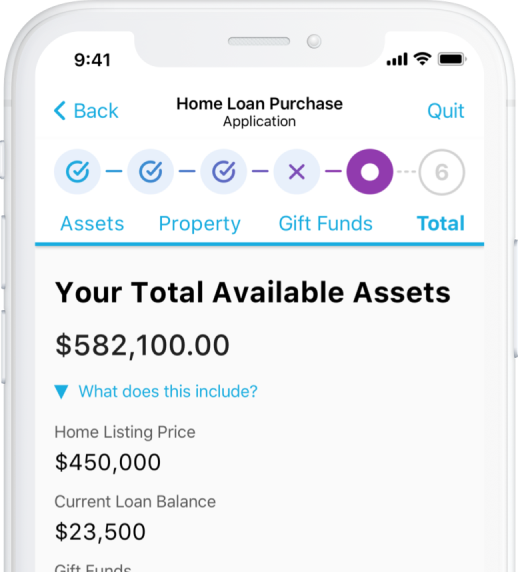 9:41
Back
Home Loan Purchase
Quit
Application
6
Assets Property Gift Funds Total
Your Total Available Assets
$582,100.00
What does this include?
Home Listing Price
$450,000
Current Loan Balance
$23,500
Gift Funds